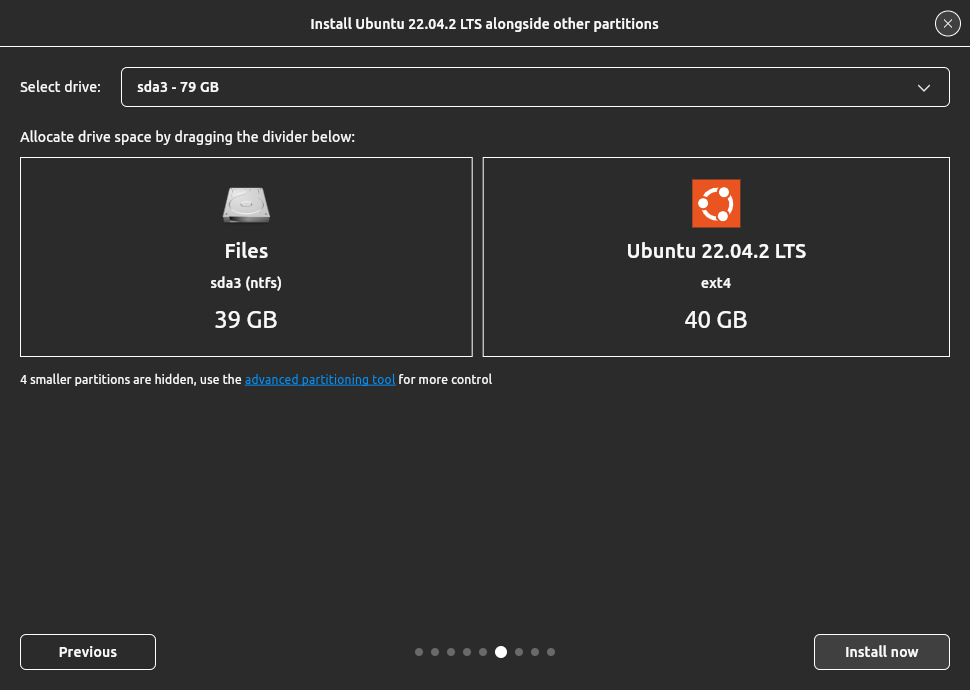 Install Ubuntu 22.04.2 LTS alongside other partitions
Select drive:
sda3 - 79 GB
Allocate drive space by dragging the divider below:
Files
sda3 (ntfs)
39 GB
Ubuntu 22.04.2 LTS
ext4
40 GB
4 smaller partitions are hidden, use the advanced partitioning tool for more control
Previous
Install now